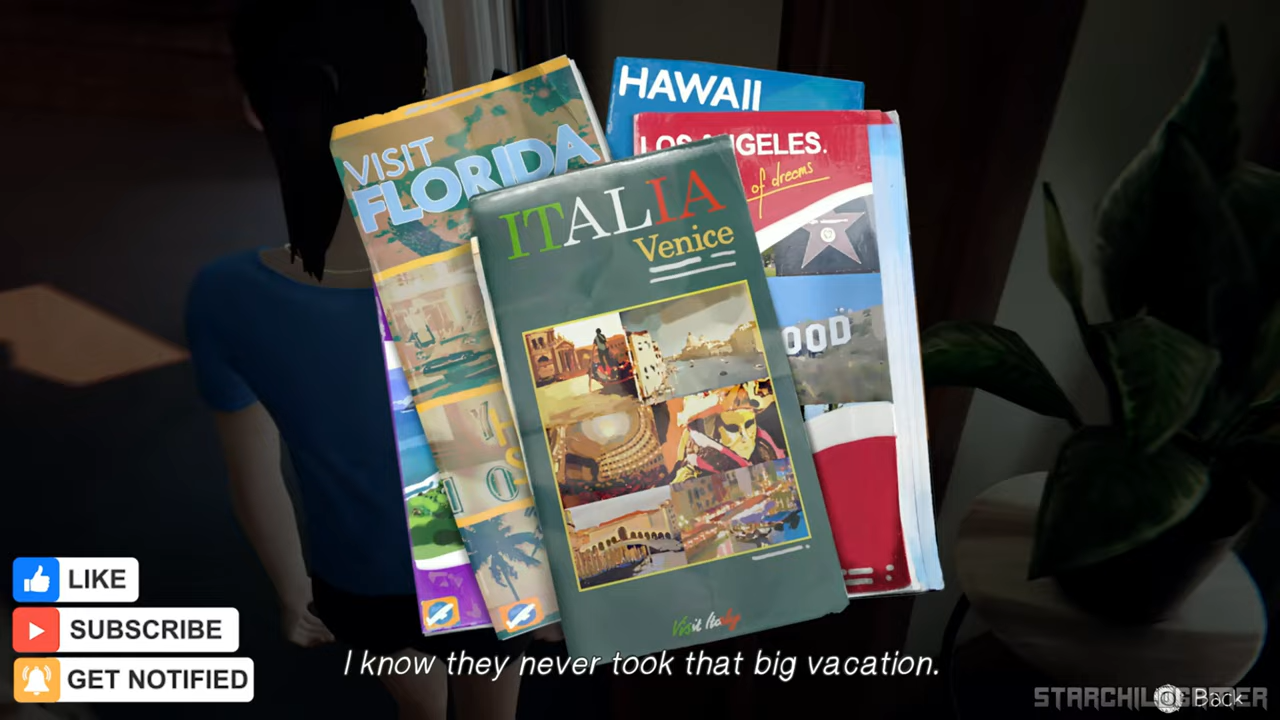 HAWAII
VISIT
FLORIDA
LOS ANGELES.
of dreams
ITALIA
Venice
OOD
Visit Italy
LIKE
SUBSCRIBE
GET NOTIFIED
I know they never took that big vacation.
Back